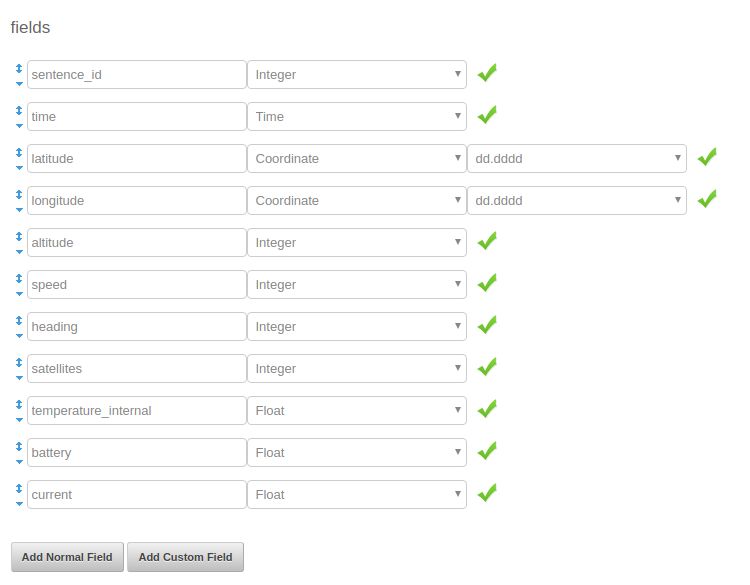 fields
sentence_id Integer
time Time
latitude Coordinate dd.dddd
longitude Coordinate dd.dddd
altitude Integer
speed Integer
heading Integer
satellites Integer
temperature_internal Float
battery Float
current Float
Add Normal Field Add Custom Field